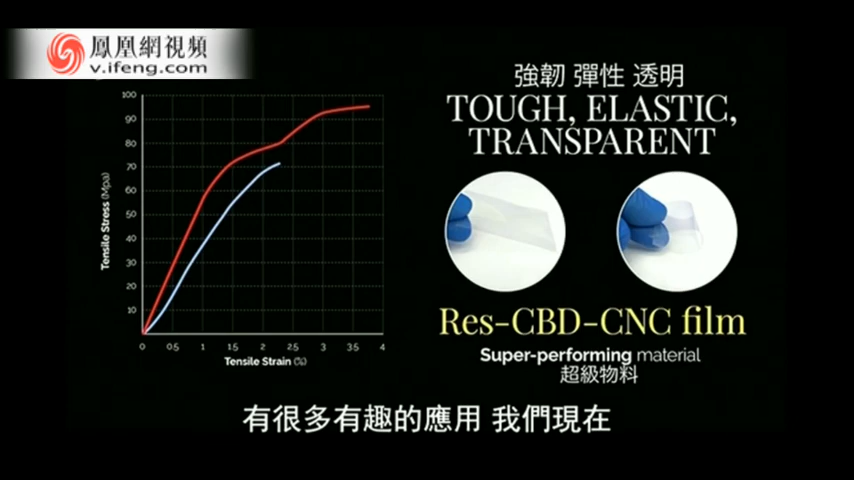 鳳凰網視頻
v.ifeng.com
強韌 彈性 透明
TOUGH, ELASTIC,
TRANSPARENT
100
90
80
70
60
50
40
30
20
10
Tensile Stress (Mpa)
0 0.5 1 1.5 2 2.5 3 3.5 4
Tensile Strain (%)
Res-CBD-CNC film
Super-performing material
超級物料
有很多有趣的應用 我們現在